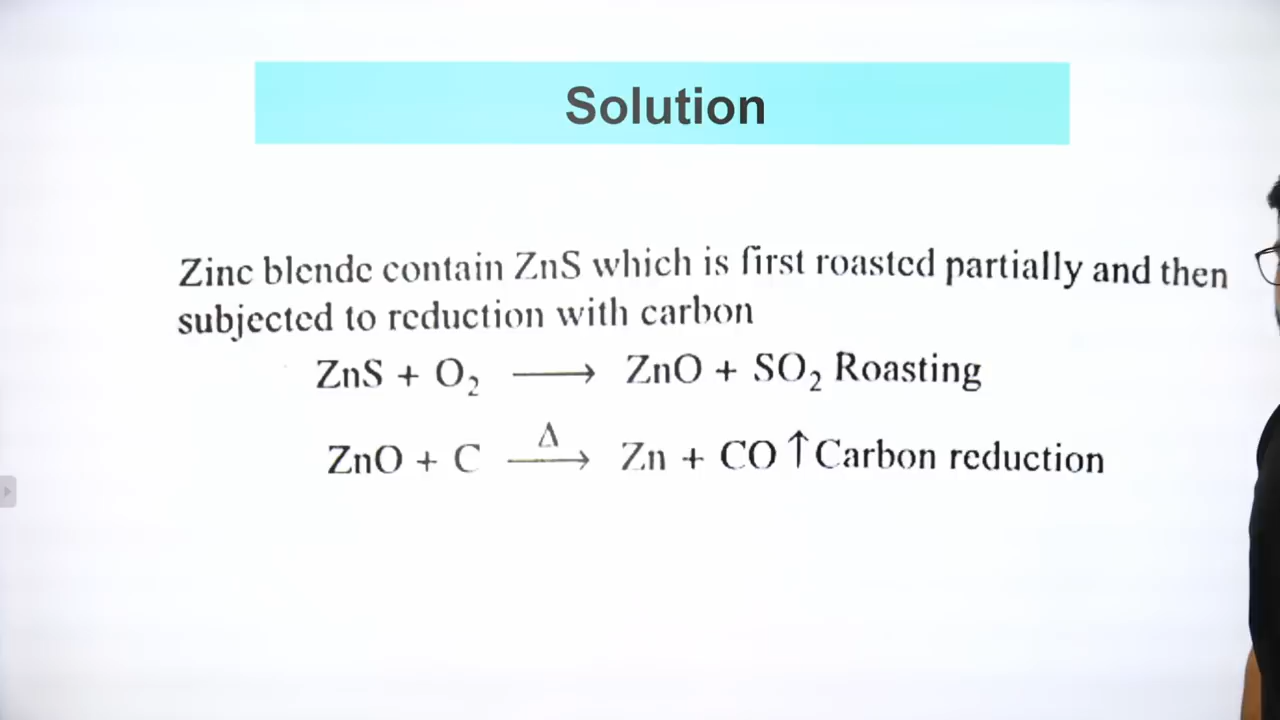 Solution
Zinc blende contain ZnS which is first roasted partially and then
subjected to reduction with carbon
ZnS + O₂ ⟶ ZnO + SO₂ Roasting
ZnO + C —Δ→ Zn + CO ↑ Carbon reduction